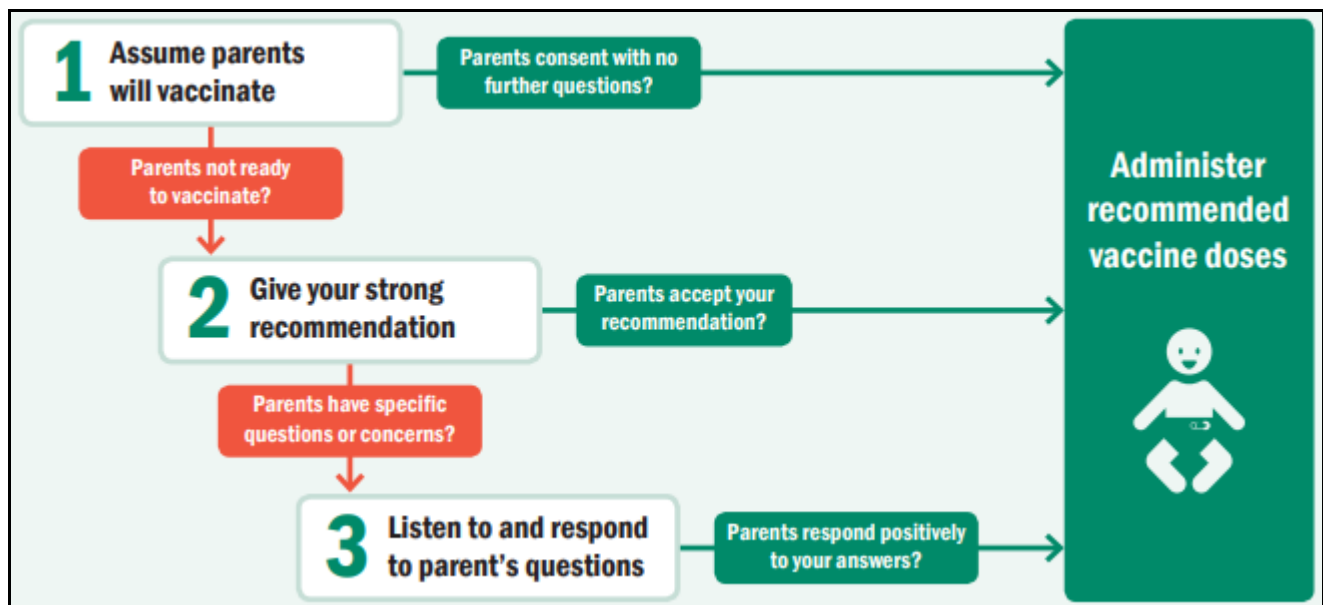 1
Assume parents
will vaccinate
Parents consent with no
further questions?
Parents not ready
to vaccinate?
2
Give your strong
recommendation
Parents accept your
recommendation?
Parents have specific
questions or concerns?
3
Listen to and respond
to parent's questions
Parents respond positively
to your answers?
Administer
recommended
vaccine doses